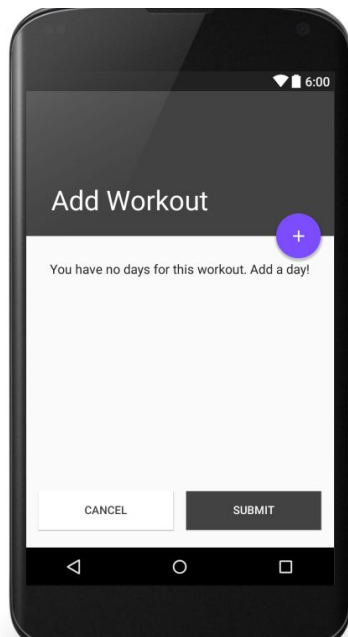 6:00
Add Workout
+
You have no days for this workout. Add a day!
CANCEL SUBMIT